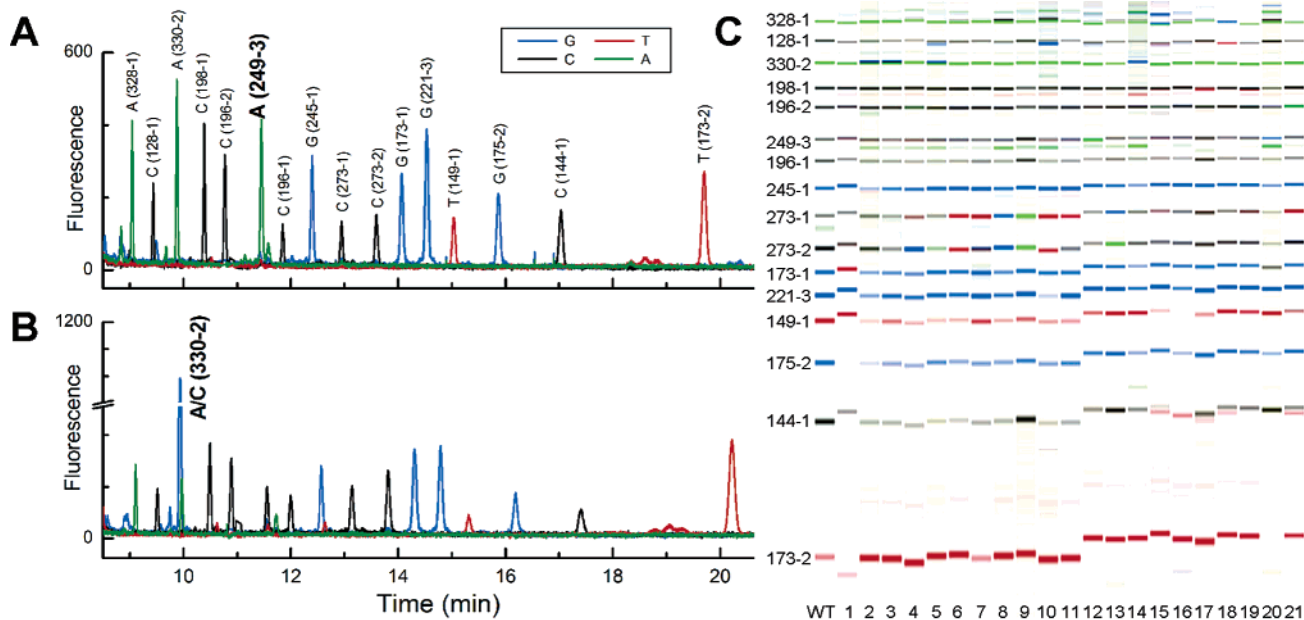 A
600
Fluorescence
0
A (328-1)
C (128-1)
A (330-2)
C (198-1)
C (196-2)
A (249-3)
C (196-1)
G (245-1)
C (273-1)
C (273-2)
G (173-1)
G (221-3)
T (149-1)
G (175-2)
C (144-1)
T (173-2)
G T
C A
B
1200
Fluorescence
0
A/C (330-2)
10 12 14 16 18 20
Time (min)
C
328-1
128-1
330-2
198-1
196-2
249-3
196-1
245-1
273-1
273-2
173-1
221-3
149-1
175-2
144-1
173-2
WT 1 2 3 4 5 6 7 8 9 10 11 12 13 14 15 16 17 18 19 20 21